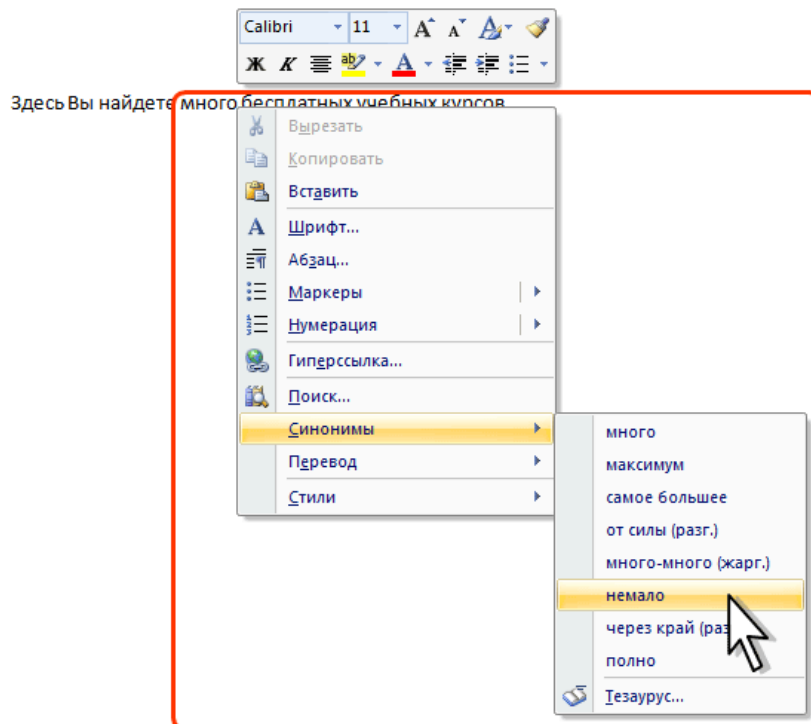 Calibri 11
Ж К
Здесь Вы найдете много бесплатных учебных курсов
Вырезать
Копировать
Вставить
Шрифт...
Абзац...
Маркеры
Нумерация
Гиперссылка...
Поиск...
Синонимы
Перевод
Стили
много
максимум
самое большее
от силы (разг.)
много-много (жарг.)
немало
через край (раз
полно
Тезаурус...